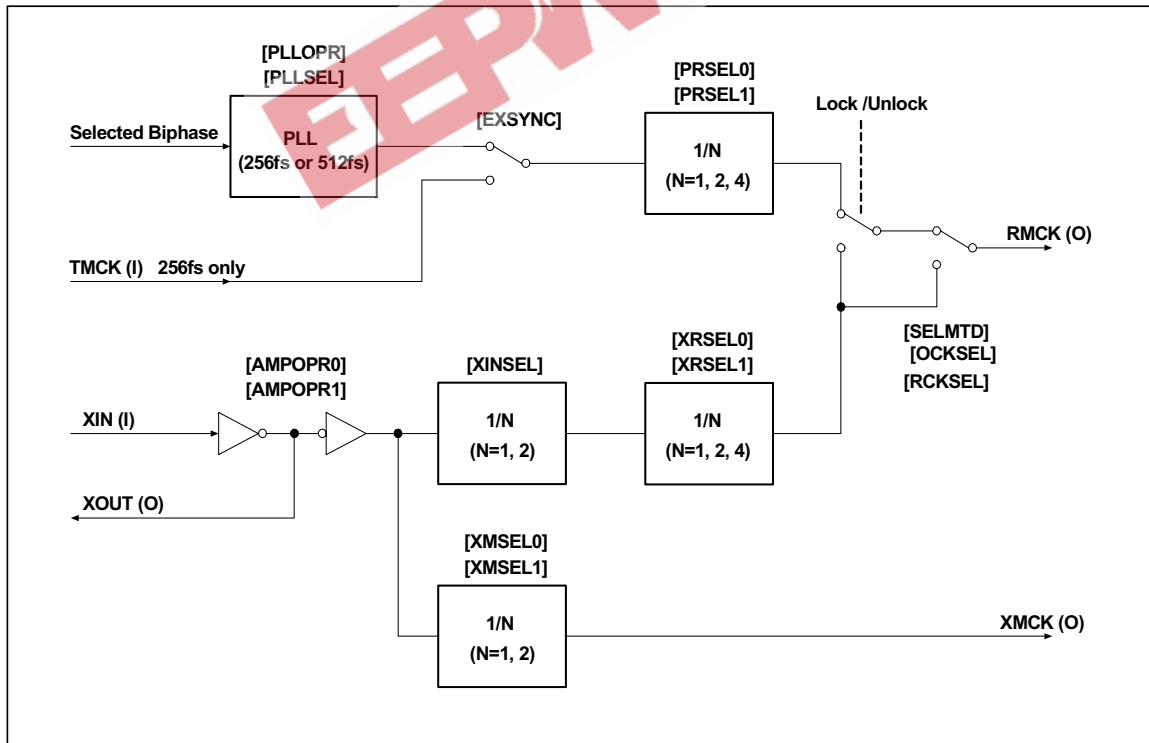 [PLLOPR]
[PLLSEL]
Selected Biphase
PLL
(256fs or 512fs)
[EXSYNC]
[PRSEL0]
[PRSEL1]
1/N
(N=1, 2, 4)
Lock /Unlock
RMCK (O)
TMCK (I) 256fs only
[SELMTD]
[OCKSEL]
[RCKSEL]
[AMPOPR0]
[AMPOPR1]
[XINSEL]
1/N
(N=1, 2)
[XRSEL0]
[XRSEL1]
1/N
(N=1, 2, 4)
XIN (I)
XOUT (O)
[XMSEL0]
[XMSEL1]
1/N
(N=1, 2)
XMCK (O)